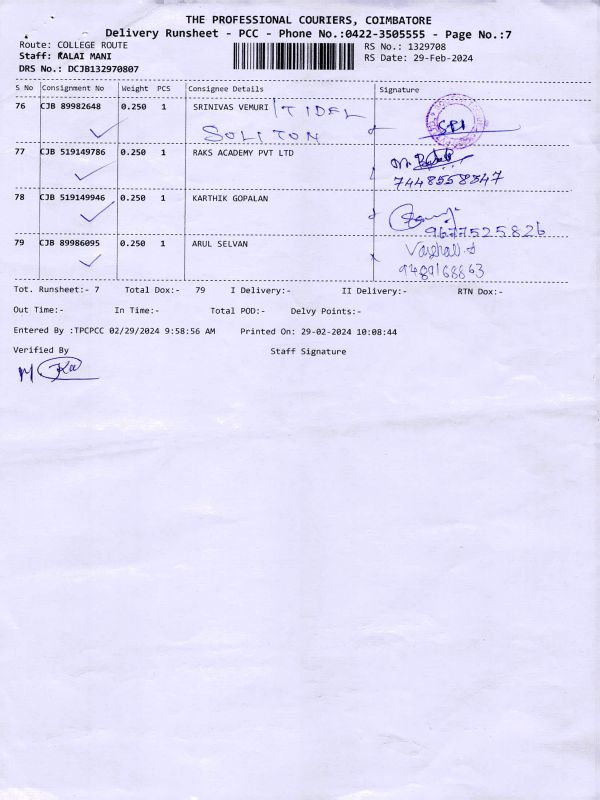 THE PROFESSIONAL COURIERS, COIMBATORE
Delivery Runsheet - PCC - Phone No.:0422-3505555 - Page No.:7
Route: COLLEGE ROUTE RS No.: 1329708
Staff: KALAI MANI RS Date: 29-Feb-2024
DRS No.: DCJB132970807
S No Consignment No Weight PCS Consignee Details Signature
76 CJB 89982648 0.250 1 SRINIVAS VEMURI / TIDEL
SOLITON SRI
77 CJB 519149786 0.250 1 RAKS ACADEMY PVT LTD
7448558347
78 CJB 519149946 0.250 1 KARTHIK GOPALAN
9677525826
79 CJB 89986095 0.250 1 ARUL SELVAN
9489168863
Tot. Runsheet:- 7 Total Dox:- 79 I Delivery:- II Delivery:- RTN Dox:-
Out Time:- In Time:- Total POD:- Delvy Points:-
Entered By :TPCPCC 02/29/2024 9:58:56 AM Printed On: 29-02-2024 10:08:44
Verified By Staff Signature